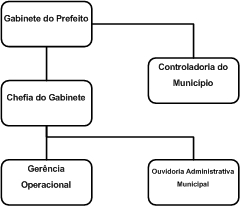 Gabinete do Prefeito
Controladoria do
Município
Chefia do Gabinete
Gerência
Operacional
Ouvidoria Administrativa
Municipal